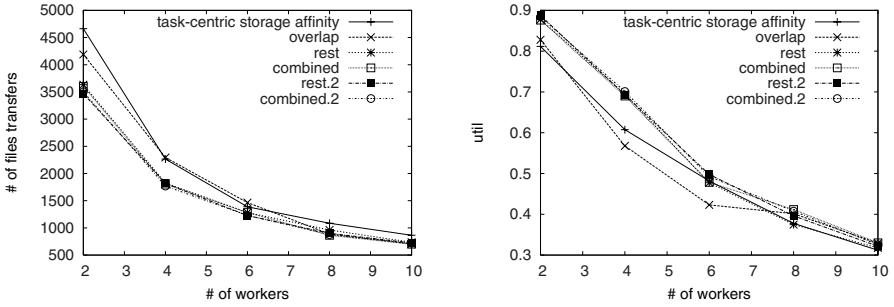 5000
4500
4000
3500
3000
2500
2000
1500
1000
500
# of files transfers
2 3 4 5 6 7 8 9 10
# of workers
task-centric storage affinity
overlap
rest
combined
rest.2
combined.2
0.9
0.8
0.7
0.6
0.5
0.4
0.3
util
2 3 4 5 6 7 8 9 10
# of workers
task-centric storage affinity
overlap
rest
combined
rest.2
combined.2